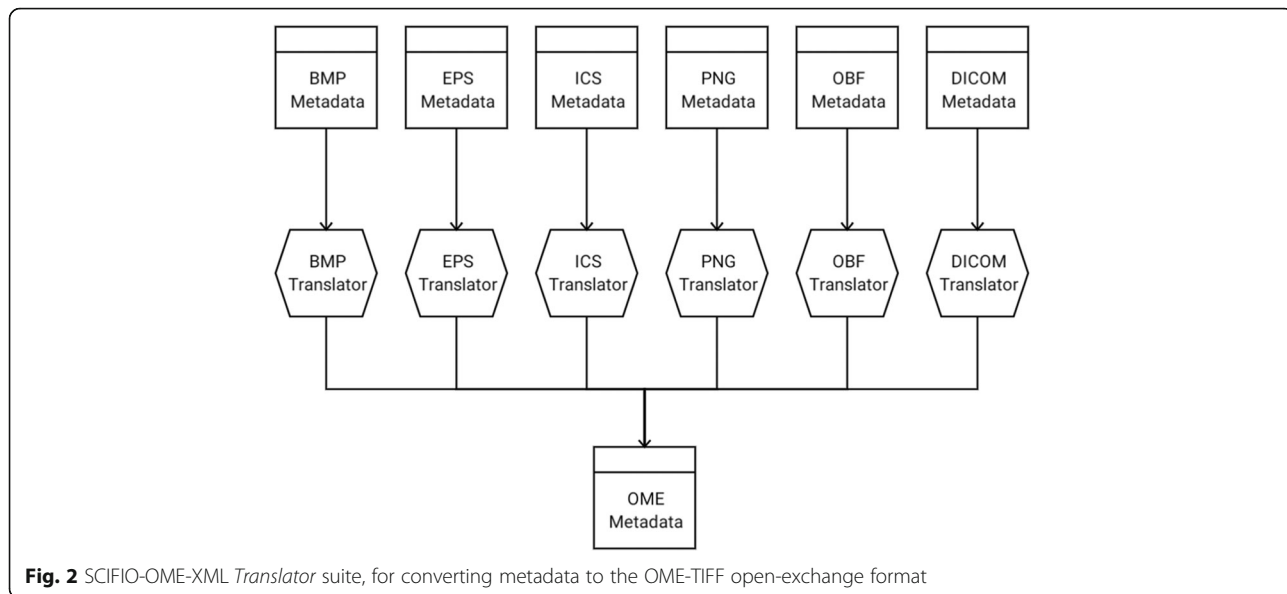 BMP
Metadata
EPS
Metadata
ICS
Metadata
PNG
Metadata
OBF
Metadata
DICOM
Metadata
BMP
Translator
EPS
Translator
ICS
Translator
PNG
Translator
OBF
Translator
DICOM
Translator
OME
Metadata
Fig. 2 SCIFIO-OME-XML Translator suite, for converting metadata to the OME-TIFF open-exchange format